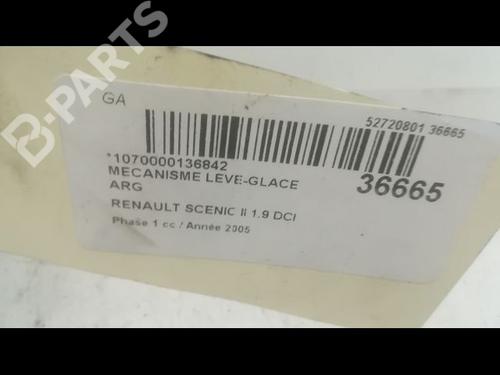 B-PARTS
GA
52720801 36665
*1070000136842
MECANISME LEVE-GLACE
ARG
36665
RENAULT SCENIC II 1.9 DCI
Phase 1 cc / Année 2005